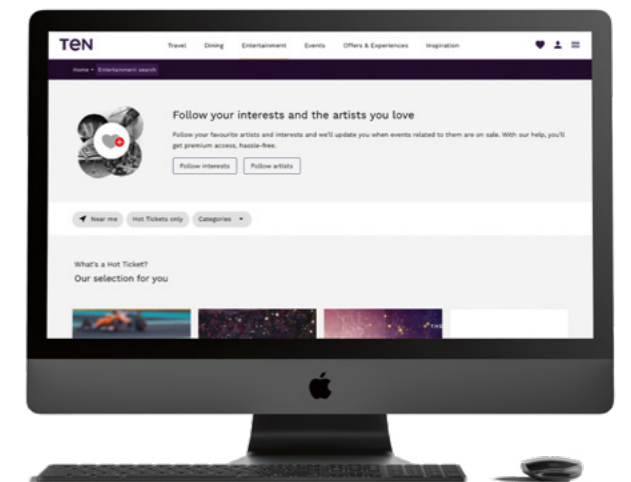 TEN
Travel Dining Entertainment Events Offers & Experiences Inspiration
Home • Entertainment search
Follow your interests and the artists you love
Follow your favourite artists and interests and we'll update you when events related to them are on sale. With our help, you'll
get premium access, hassle-free.
Follow interests Follow artists
Near me Hot Tickets only Categories
What's a Hot Ticket?
Our selection for you
THE